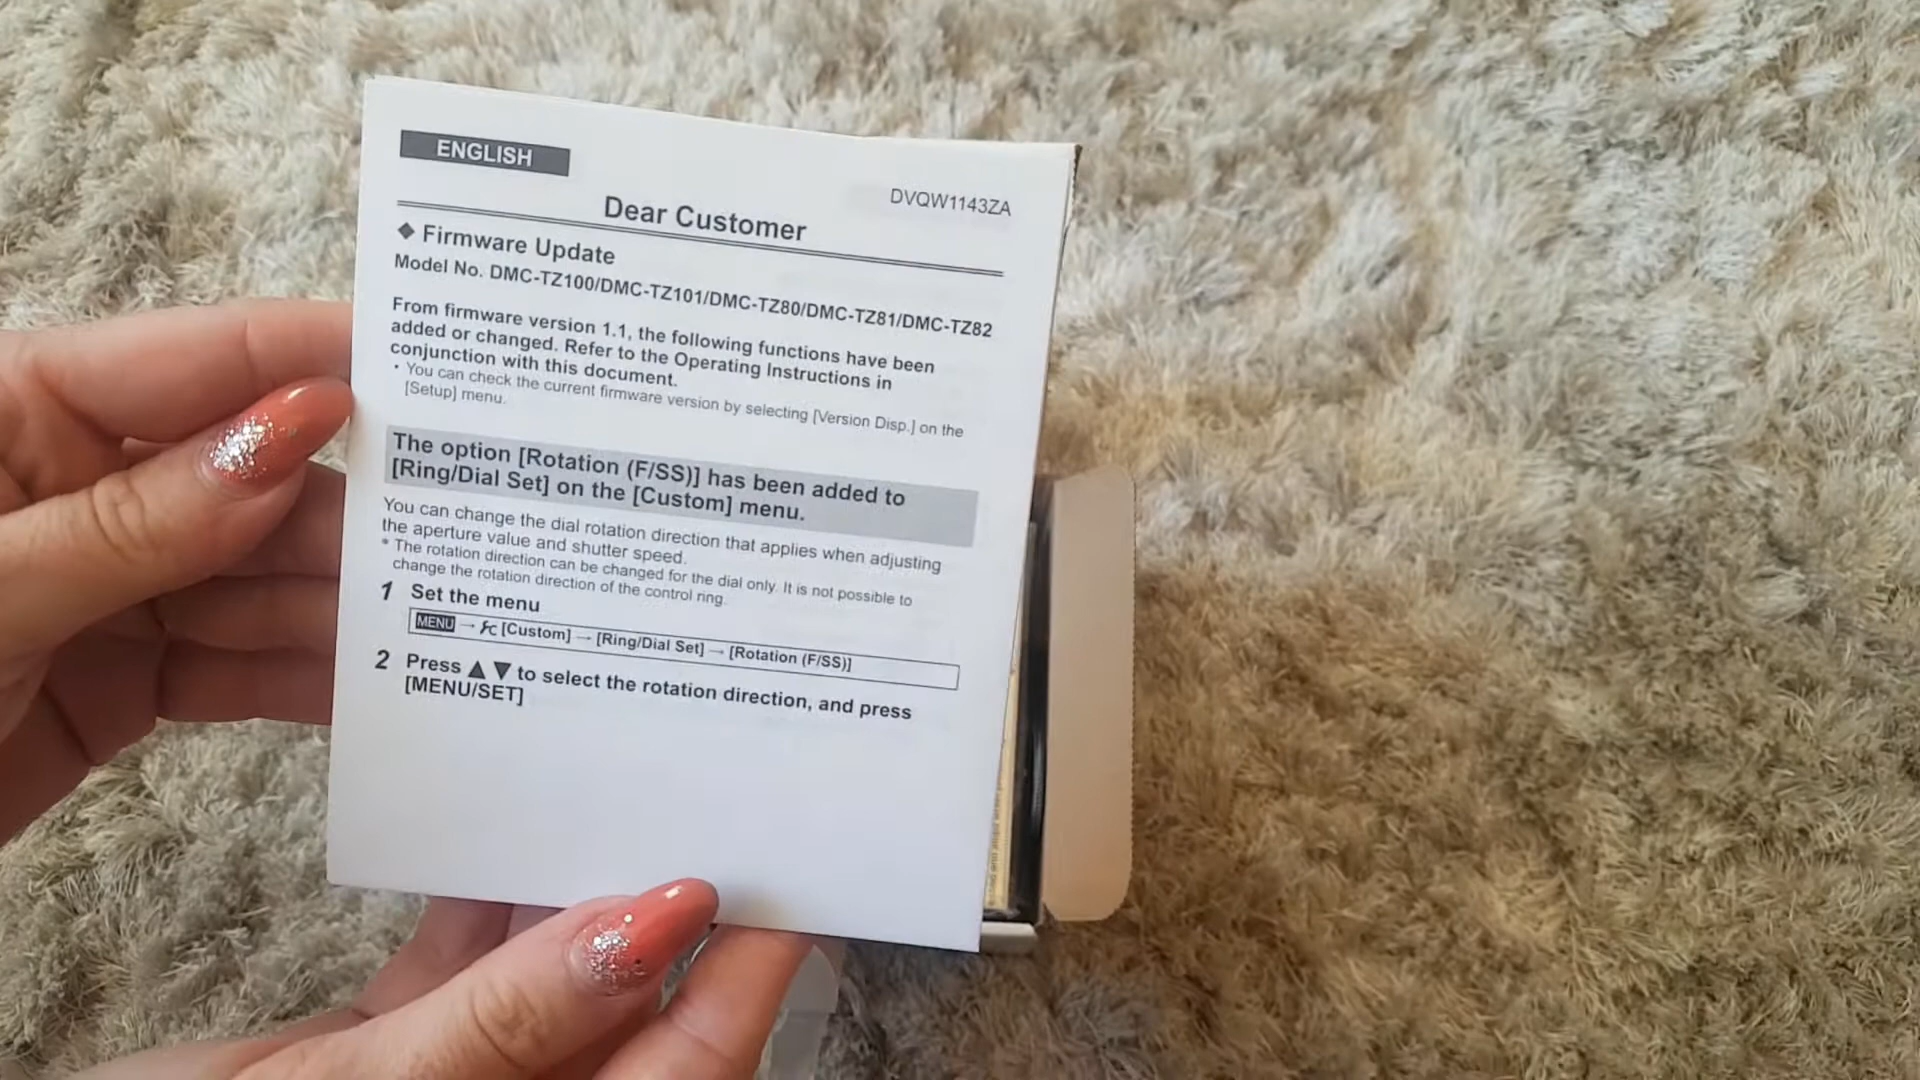 ENGLISH
DVQW1143ZA
Dear Customer
◆ Firmware Update
Model No. DMC-TZ100/DMC-TZ101/DMC-TZ80/DMC-TZ81/DMC-TZ82
From firmware version 1.1, the following functions have been
added or changed. Refer to the Operating Instructions in
conjunction with this document.
• You can check the current firmware version by selecting [Version Disp.] on the
[Setup] menu.
The option [Rotation (F/SS)] has been added to
[Ring/Dial Set] on the [Custom] menu.
You can change the dial rotation direction that applies when adjusting
the aperture value and shutter speed.
* The rotation direction can be changed for the dial only. It is not possible to
change the rotation direction of the control ring.
1 Set the menu
MENU → [Custom] → [Ring/Dial Set] → [Rotation (F/SS)]
2 Press ▲ ▼ to select the rotation direction, and press
[MENU/SET]